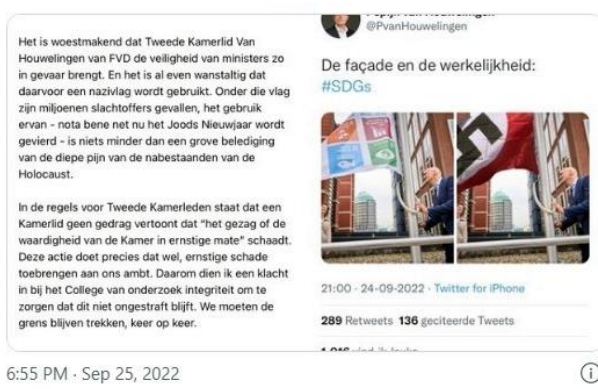 Het is woestmakend dat Tweede Kamerlid Van
Houwelingen van FVD de veiligheid van ministers zo
in gevaar brengt. En het is al even wanstaltig dat
daarvoor een nazivlag wordt gebruikt. Onder die vlag
zijn miljoenen slachtoffers gevallen, het gebruik
ervan - nota bene net nu het Joods Nieuwjaar wordt
gevierd - is niets minder dan een grove belediging
van de diepe pijn van de nabestaanden van de
Holocaust.
In de regels voor Tweede Kamerleden staat dat een
Kamerlid geen gedrag vertoont dat "het gezag of de
waardigheid van de Kamer in ernstige mate" schaadt.
Deze actie doet precies dat wel, ernstige schade
toebrengen aan ons ambt. Daarom dien ik een klacht
in bij het College van onderzoek integriteit om te
zorgen dat dit niet ongestraft blijft. We moeten de
grens blijven trekken, keer op keer.
@PvanHouwelingen
De façade en de werkelijkheid:
#SDGs
21:00 · 24-09-2022 · Twitter for iPhone
289 Retweets 136 geciteerde Tweets
6:55 PM · Sep 25, 2022